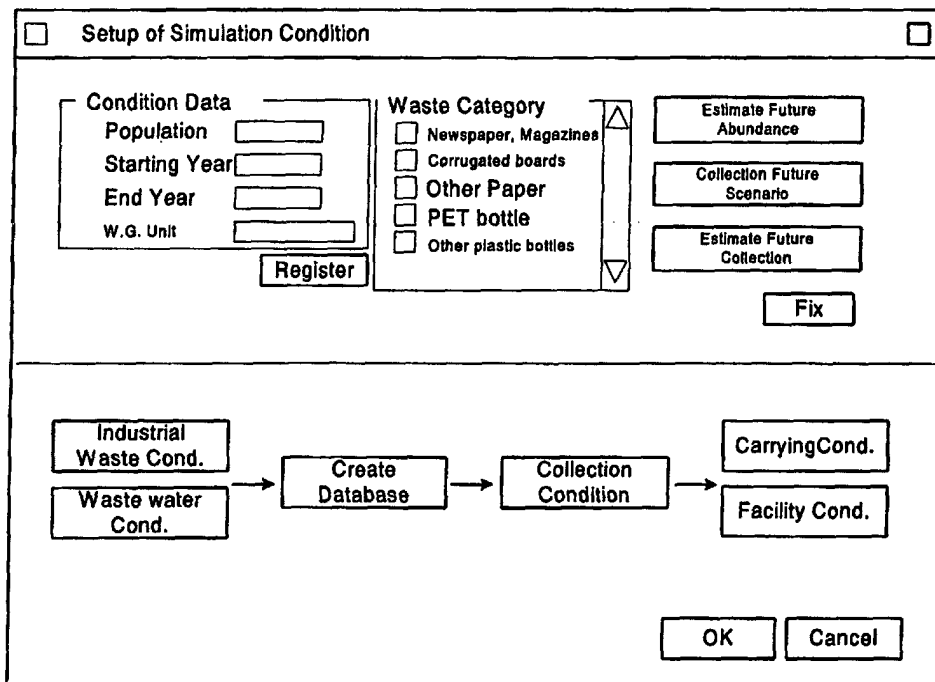 Setup of Simulation Condition
Condition Data
Population
Starting Year
End Year
W.G. Unit
Register
Waste Category
Newspaper, Magazines
Corrugated boards
Other Paper
PET bottle
Other plastic bottles
Estimate Future
Abundance
Collection Future
Scenario
Estimate Future
Collection
Fix
Industrial
Waste Cond.
Waste water
Cond.
Create
Database
Collection
Condition
CarryingCond.
Facility Cond.
OK
Cancel